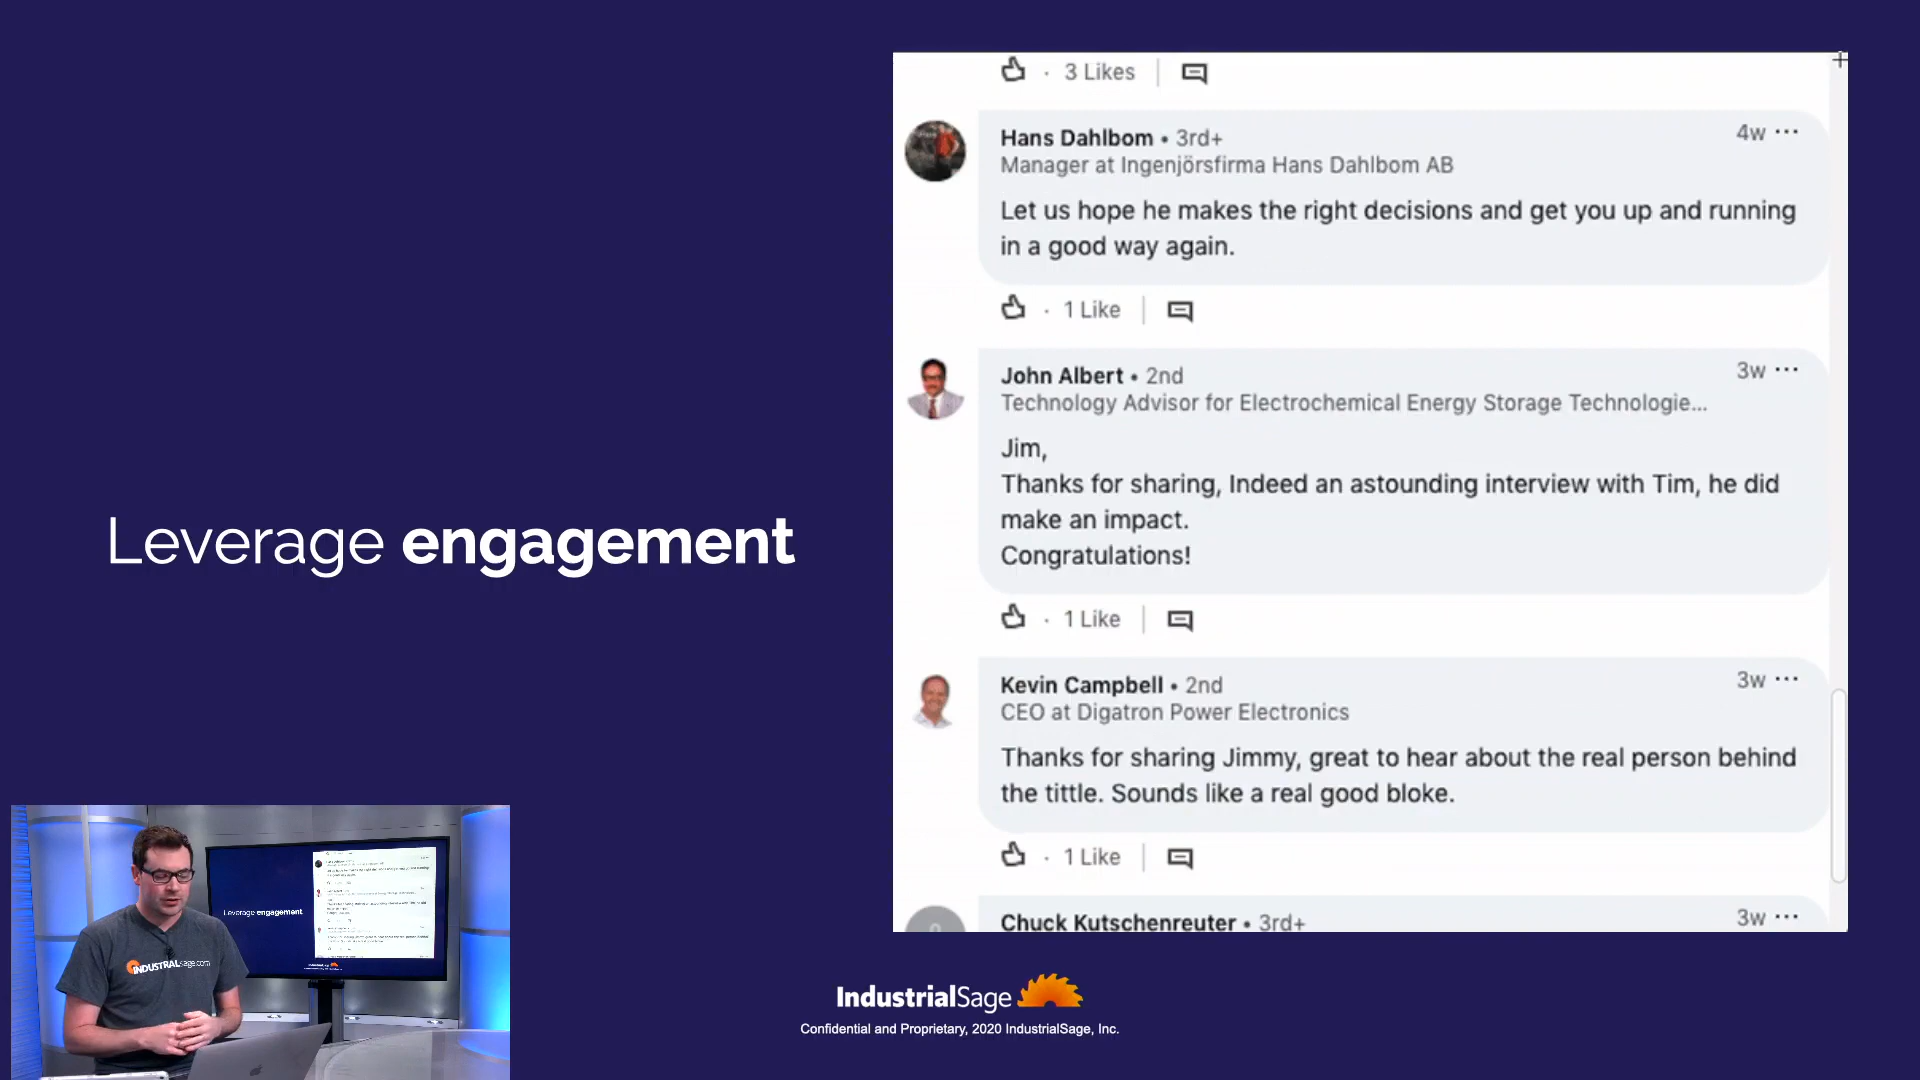 3 Likes
Hans Dahlbom • 3rd+
4w
Manager at Ingenjörsfirma Hans Dahlbom AB
Let us hope he makes the right decisions and get you up and running
in a good way again.
1 Like
John Albert • 2nd
3w
Technology Advisor for Electrochemical Energy Storage Technologie...
Jim,
Thanks for sharing, Indeed an astounding interview with Tim, he did
make an impact.
Congratulations!
1 Like
Kevin Campbell • 2nd
3w
CEO at Digatron Power Electronics
Thanks for sharing Jimmy, great to hear about the real person behind
the tittle. Sounds like a real good bloke.
1 Like
Chuck Kutschenreuter • 3rd+
3w
Leverage engagement
Leverage engagement
INDUSTRIALsage.com
IndustrialSage
Confidential and Proprietary, 2020 IndustrialSage, Inc.